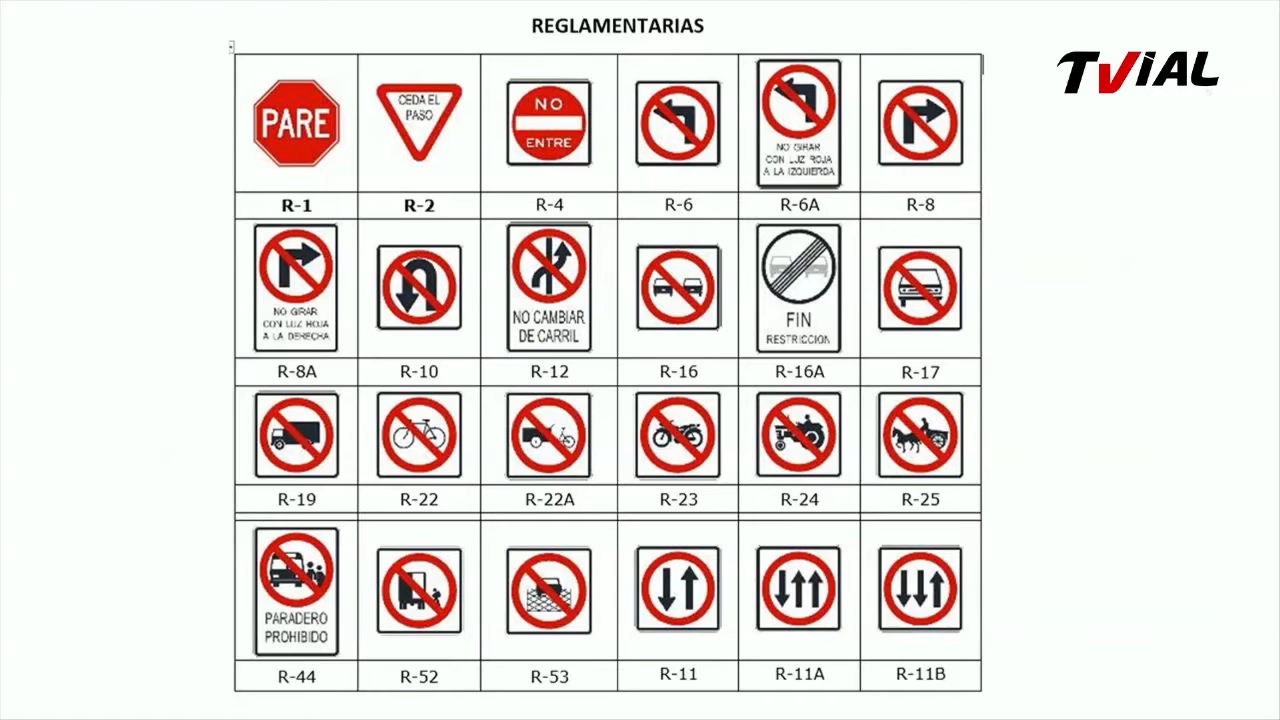 REGLAMENTARIAS
TViAL
PARE
CEDA EL
PASO
NO
ENTRE
NO GIRAR
CON LUZ ROJA
A LA IZQUIERDA
R-1
R-2
R-4
R-6
R-6A
R-8
NO GIRAR
CON LUZ ROJA
A LA DERECHA
NO CAMBIAR
DE CARRIL
FIN
RESTRICCION
R-8A
R-10
R-12
R-16
R-16A
R-17
R-19
R-22
R-22A
R-23
R-24
R-25
PARADERO
PROHIBIDO
R-44
R-52
R-53
R-11
R-11A
R-11B